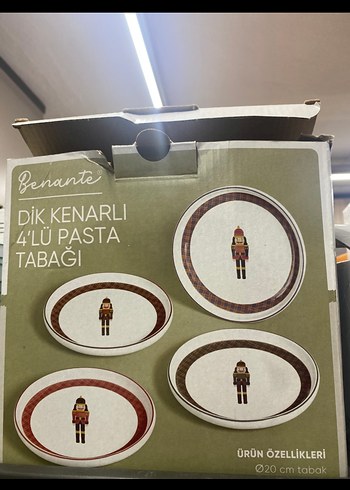 Benante
DİK KENARLI
4'LÜ PASTA
TABAĞI
ÜRÜN ÖZELLİKLERİ
Ø20 cm tabak